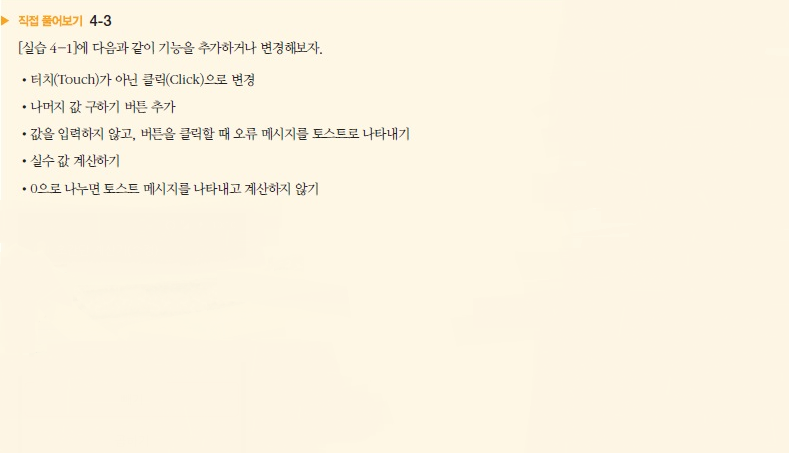 ▶ 직접 풀어보기 4-3
[실습 4-1]에 다음과 같이 기능을 추가하거나 변경해보자.
• 터치(Touch)가 아닌 클릭(Click)으로 변경
• 나머지 값 구하기 버튼 추가
• 값을 입력하지 않고, 버튼을 클릭할 때 오류 메시지를 토스트로 나타내기
• 실수 값 계산하기
• 0으로 나누면 토스트 메시지를 나타내고 계산하지 않기